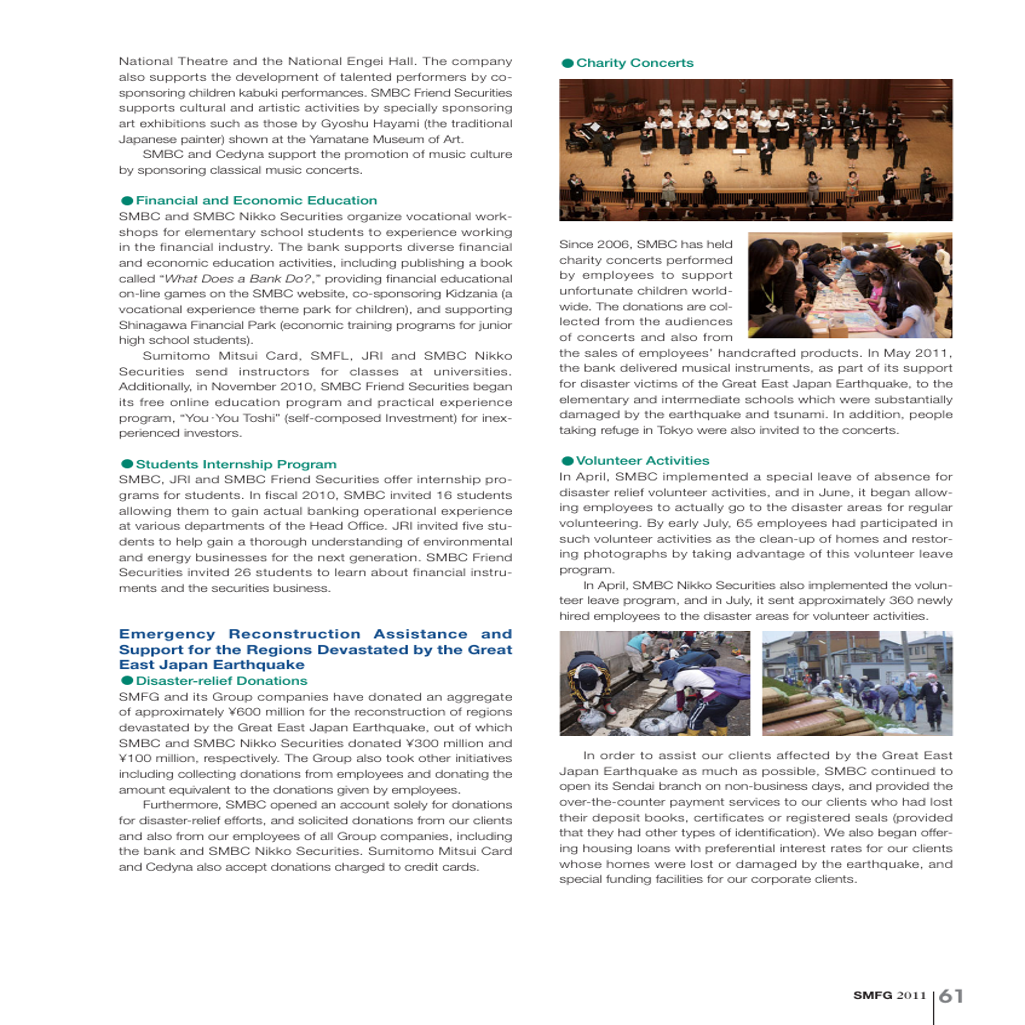 National Theatre and the National Engei Hall. The company
also supports the development of talented performers by co-
sponsoring children kabuki performances. SMBC Friend Securities
supports cultural and artistic activities by specially sponsoring
art exhibitions such as those by Gyoshu Hayami (the traditional
Japanese painter) shown at the Yamatane Museum of Art.
SMBC and Cedyna support the promotion of music culture
by sponsoring classical music concerts.
●Financial and Economic Education
SMBC and SMBC Nikko Securities organize vocational work-
shops for elementary school students to experience working
in the financial industry. The bank supports diverse financial
and economic education activities, including publishing a book
called “What Does a Bank Do?,” providing financial educational
on-line games on the SMBC website, co-sponsoring Kidzania (a
vocational experience theme park for children), and supporting
Shinagawa Financial Park (economic training programs for junior
high school students).
Sumitomo Mitsui Card, SMFL, JRI and SMBC Nikko
Securities send instructors for classes at universities.
Additionally, in November 2010, SMBC Friend Securities began
its free online education program and practical experience
program, “You-You Toshi” (self-composed Investment) for inex-
perienced investors.
●Students Internship Program
SMBC, JRI and SMBC Friend Securities offer internship pro-
grams for students. In fiscal 2010, SMBC invited 16 students
allowing them to gain actual banking operational experience
at various departments of the Head Office. JRI invited five stu-
dents to help gain a thorough understanding of environmental
and energy businesses for the next generation. SMBC Friend
Securities invited 26 students to learn about financial instru-
ments and the securities business.
Emergency Reconstruction Assistance and
Support for the Regions Devastated by the Great
East Japan Earthquake
●Disaster-relief Donations
SMFG and its Group companies have donated an aggregate
of approximately ¥600 million for the reconstruction of regions
devastated by the Great East Japan Earthquake, out of which
SMBC and SMBC Nikko Securities donated ¥300 million and
¥100 million, respectively. The Group also took other initiatives
including collecting donations from employees and donating the
amount equivalent to the donations given by employees.
Furthermore, SMBC opened an account solely for donations
for disaster-relief efforts, and solicited donations from our clients
and also from our employees of all Group companies, including
the bank and SMBC Nikko Securities. Sumitomo Mitsui Card
and Cedyna also accept donations charged to credit cards.
●Charity Concerts
Since 2006, SMBC has held
charity concerts performed
by employees to support
unfortunate children world-
wide. The donations are col-
lected from the audiences
of concerts and also from
the sales of employees’ handcrafted products. In May 2011,
the bank delivered musical instruments, as part of its support
for disaster victims of the Great East Japan Earthquake, to the
elementary and intermediate schools which were substantially
damaged by the earthquake and tsunami. In addition, people
taking refuge in Tokyo were also invited to the concerts.
●Volunteer Activities
In April, SMBC implemented a special leave of absence for
disaster relief volunteer activities, and in June, it began allow-
ing employees to actually go to the disaster areas for regular
volunteering. By early July, 65 employees had participated in
such volunteer activities as the clean-up of homes and restor-
ing photographs by taking advantage of this volunteer leave
program.
In April, SMBC Nikko Securities also implemented the volun-
teer leave program, and in July, it sent approximately 360 newly
hired employees to the disaster areas for volunteer activities.
In order to assist our clients affected by the Great East
Japan Earthquake as much as possible, SMBC continued to
open its Sendai branch on non-business days, and provided the
over-the-counter payment services to our clients who had lost
their deposit books, certificates or registered seals (provided
that they had other types of identification). We also began offer-
ing housing loans with preferential interest rates for our clients
whose homes were lost or damaged by the earthquake, and
special funding facilities for our corporate clients.
SMFG 2011 61